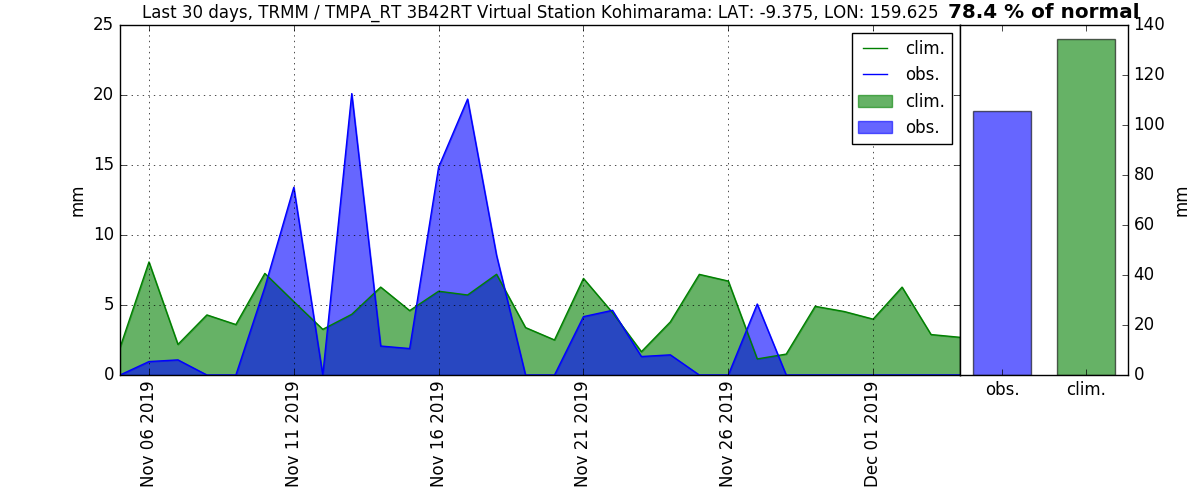 Last 30 days, TRMM / TMPA_RT 3B42RT Virtual Station Kohimarama: LAT: -9.375, LON: 159.625
78.4 % of normal
25
20
15
10
5
0
mm
clim.
obs.
clim.
obs.
Nov 06 2019
Nov 11 2019
Nov 16 2019
Nov 21 2019
Nov 26 2019
Dec 01 2019
140
120
100
80
60
40
20
0
mm
obs.
clim.